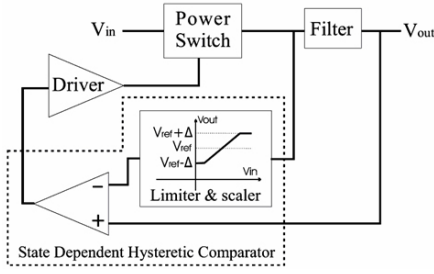 Vin
Power
Switch
Filter
Vout
Driver
Vout
Vref+Δ
Vref
Vref-Δ
Vin
Limiter & scaler
-
+
State Dependent Hysteretic Comparator